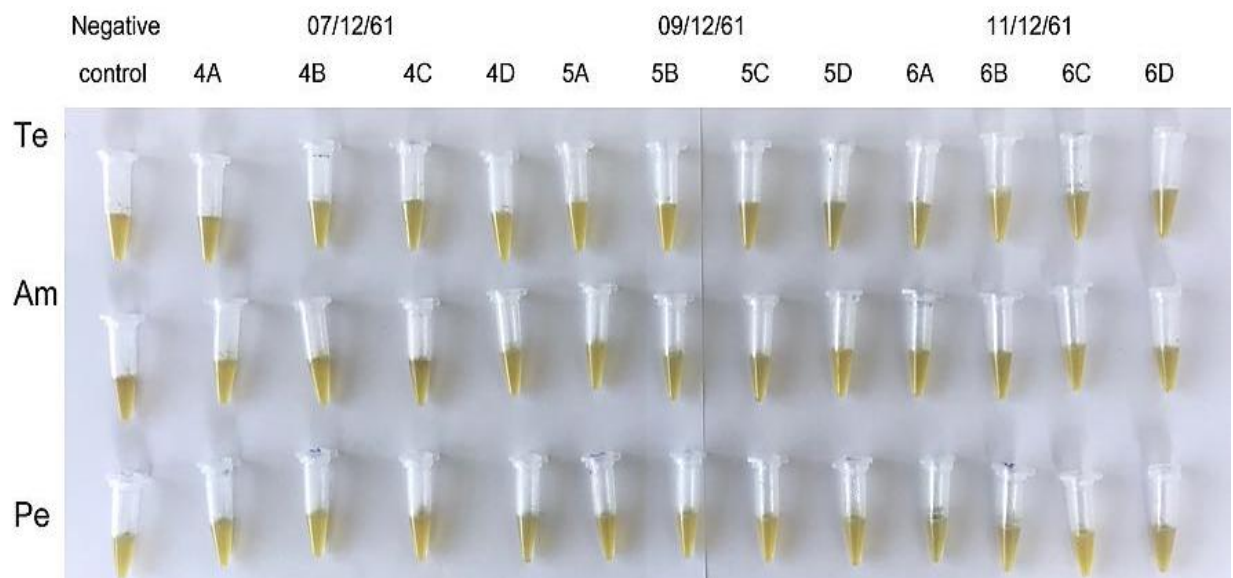 Negative 07/12/61 09/12/61 11/12/61
control 4A 4B 4C 4D 5A 5B 5C 5D 6A 6B 6C 6D
Te
Am
Pe